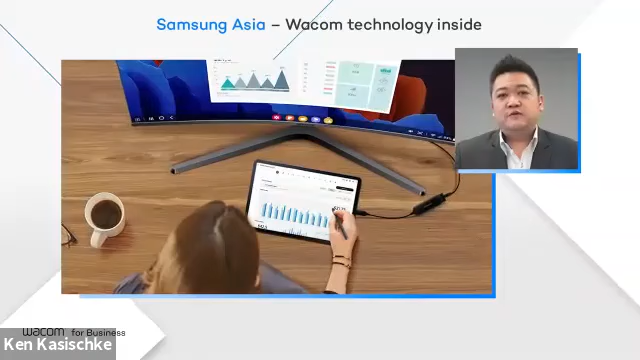 Samsung Asia – Wacom technology inside
wacom for Business
Ken Kasischke